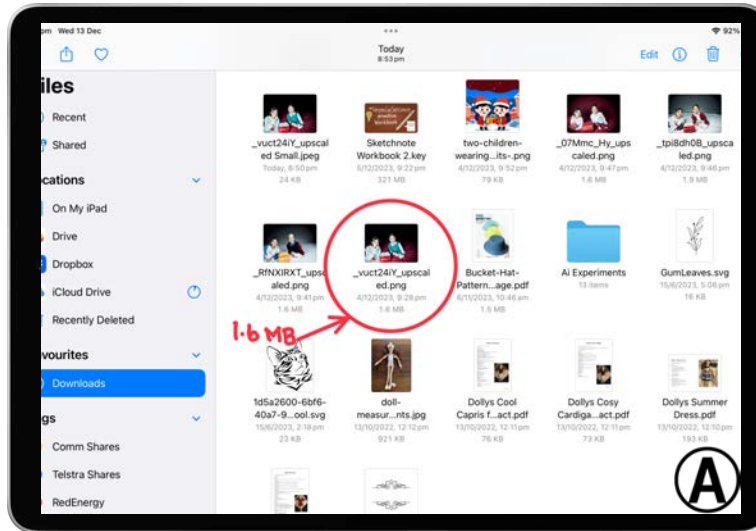 pm Wed 13 Dec
92%
Today
8:53 pm
Edit
iles
Recent
Shared
cations
On My iPad
Drive
Dropbox
iCloud Drive
Recently Deleted
vourites
Downloads
gs
Comm Shares
Telstra Shares
RedEnergy
_vuct24iY_upscal
ed Small.jpeg
Today, 6:50 pm
24 KB
Sketchnote
Workbook 2.key
5/12/2023, 9:22 pm
321 MB
two-children-
wearing...its-.png
4/12/2023, 9:52 pm
79 KB
_07Mmc_Hy_ups
caled.png
4/12/2023, 9:47 pm
1.6 MB
_tpi8dh0B_upsca
led.png
4/12/2023, 9:46 pm
1.9 MB
_RfNXIRXT_upsc
aled.png
4/12/2023, 9:41 pm
1.6 MB
_vuct24iY_upscal
ed.png
4/12/2023, 9:28 pm
1.6 MB
Bucket-Hat-
Pattern...age.pdf
6/11/2023, 10:46 am
1.5 MB
Ai Experiments
13 items
GumLeaves.svg
15/6/2023, 5:06 pm
16 KB
1.6 MB
1d5a2600-6bf6-
40a7-9...ool.svg
15/6/2023, 2:18 pm
23 KB
doll-
measur...nts.jpg
13/10/2022, 12:12 pm
921 KB
Dollys Cool
Capris f...act.pdf
13/10/2022, 12:11 pm
76 KB
Dollys Cosy
Cardiga...act.pdf
13/10/2022, 12:11 pm
73 KB
Dollys Summer
Dress.pdf
13/10/2022, 12:10 pm
193 KB
A